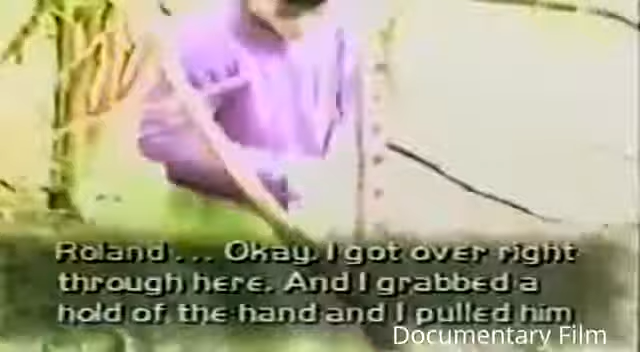 Roland... Okay. I got over right
through here. And I grabbed a
hold of the hand and I pulled him
Documentary Film